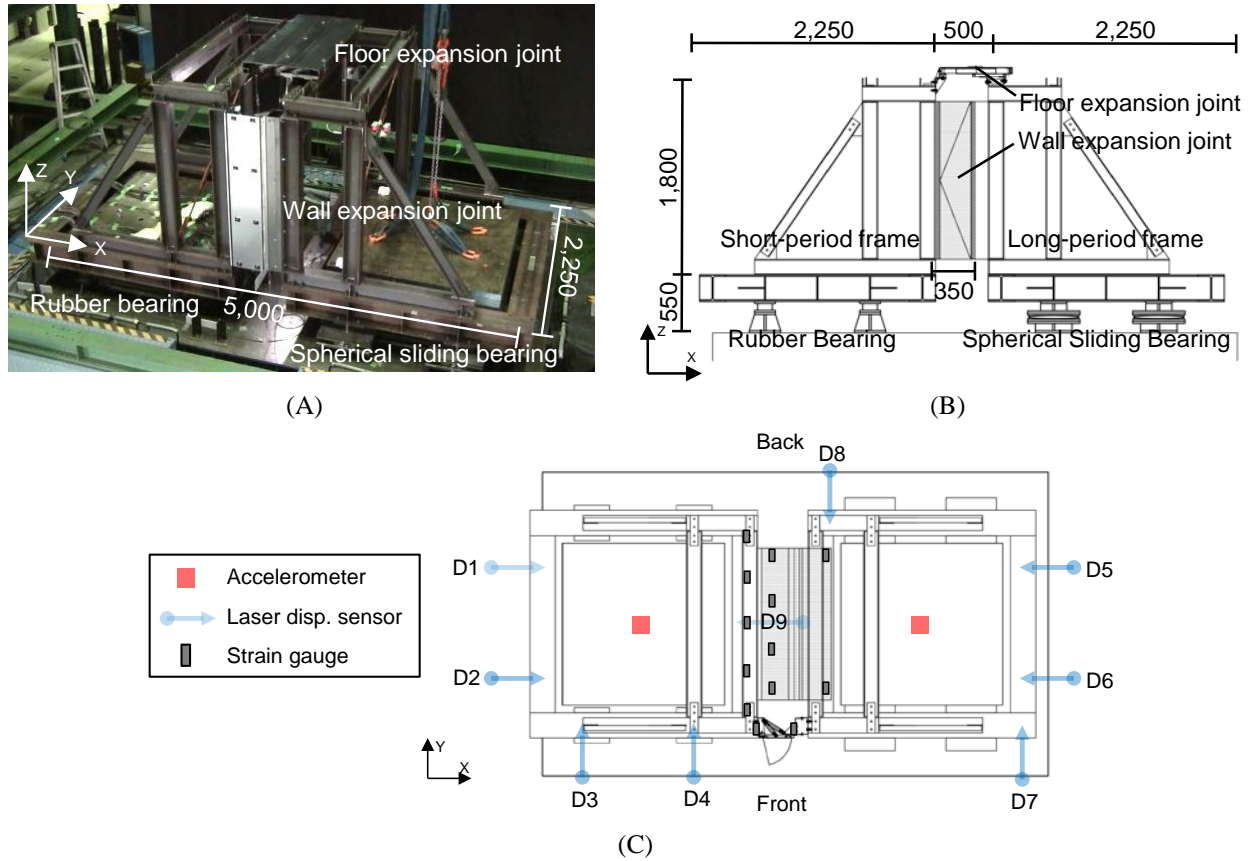 Floor expansion joint
Z
Y
X
Wall expansion joint
2,250
Rubber bearing
5,000
Spherical sliding bearing
(A)
2,250
500
2,250
Floor expansion joint
Wall expansion joint
1,800
Short-period frame
Long-period frame
350
550
Z
X
Rubber Bearing
Spherical Sliding Bearing
(B)
Back
D8
Accelerometer
Laser disp. sensor
Strain gauge
D1
D5
D9
D2
D6
Y
X
D3
D4
Front
D7
(C)